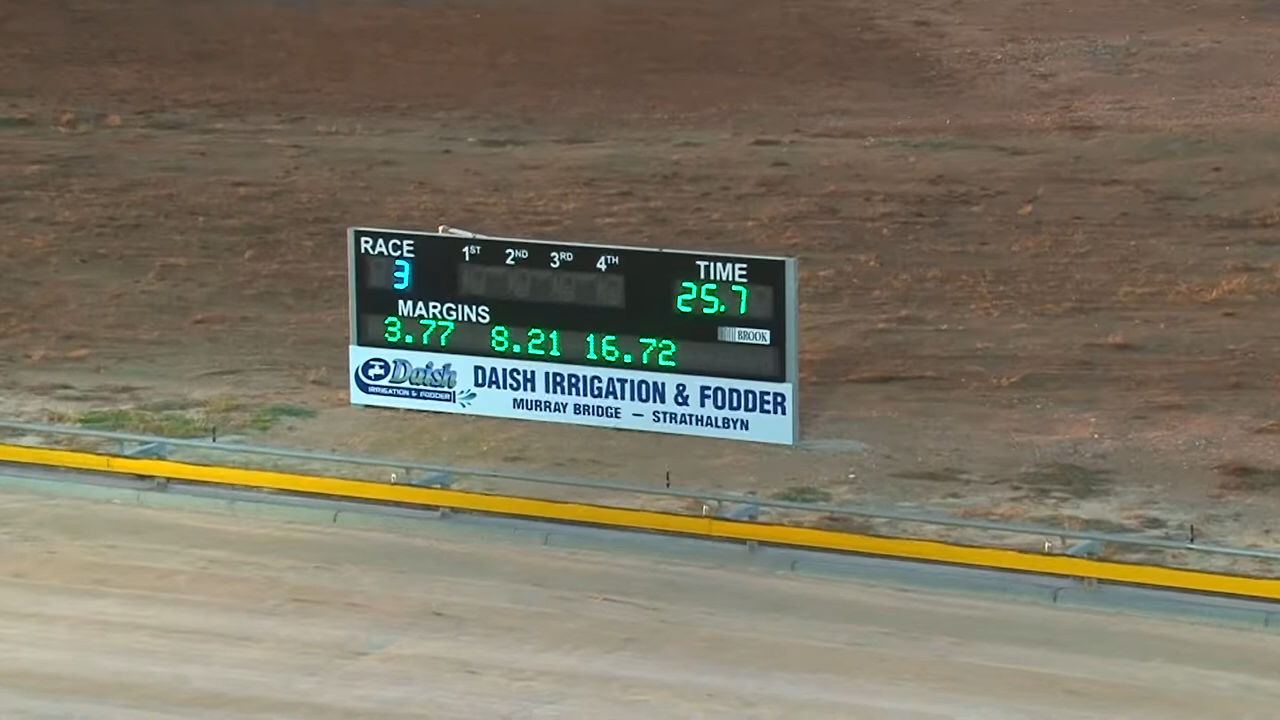 RACE 1ST 2ND 3RD 4TH TIME
3 25.7
MARGINS
BROOK
3.77 8.21 16.72
Daish
IRRIGATION & FODDER
DAISH IRRIGATION & FODDER
MURRAY BRIDGE — STRATHALBYN